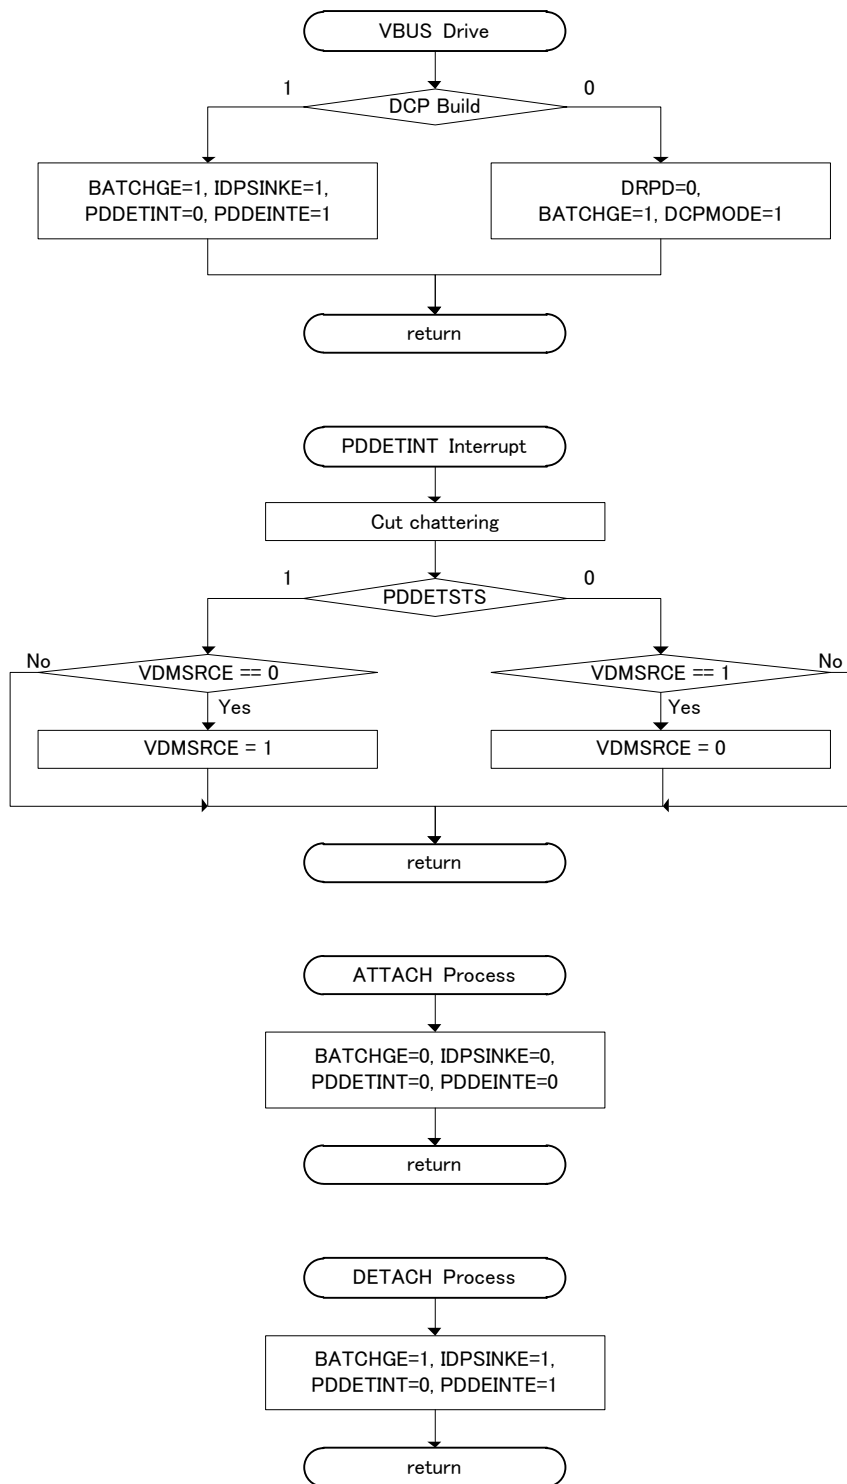 VBUS Drive
1
0
DCP Build
BATCHGE=1, IDPSINKE=1,
PDDETINT=0, PDDEINTE=1
DRPD=0,
BATCHGE=1, DCPMODE=1
return
PDDETINT Interrupt
Cut chattering
1
0
PDDETSTS
No
VDMSRCE == 0
VDMSRCE == 1
No
Yes
Yes
VDMSRCE = 1
VDMSRCE = 0
return
ATTACH Process
BATCHGE=0, IDPSINKE=0,
PDDETINT=0, PDDEINTE=0
return
DETACH Process
BATCHGE=1, IDPSINKE=1,
PDDETINT=0, PDDEINTE=1
return